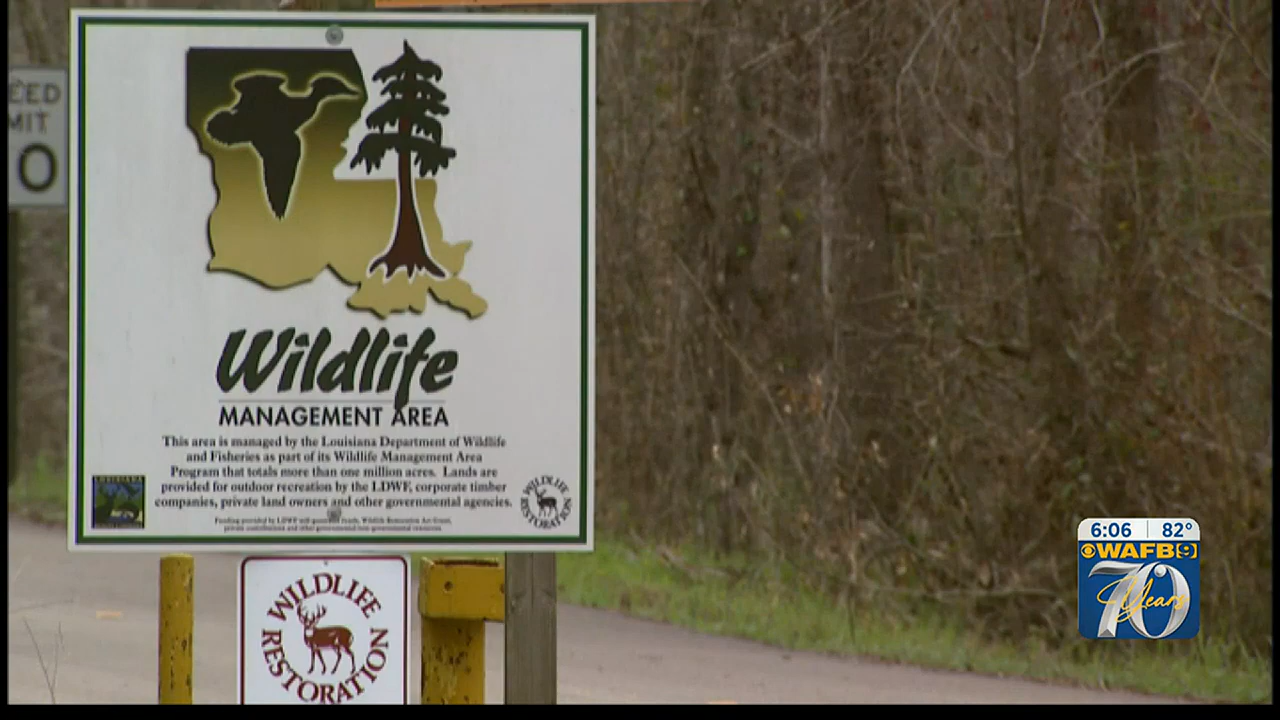 EED
MIT
0
Wildlife
MANAGEMENT AREA
This area is managed by the Louisiana Department of Wildlife
and Fisheries as part of its Wildlife Management Area
Program that totals more than one million acres. Lands are
provided for outdoor recreation by the LDWF, corporate timber
companies, private land owners and other governmental agencies.
LOUISIANA
WILDLIFE
RESTORATION
WILDLIFE
RESTORATION
6:06 82°
WAFB 9
70
Years